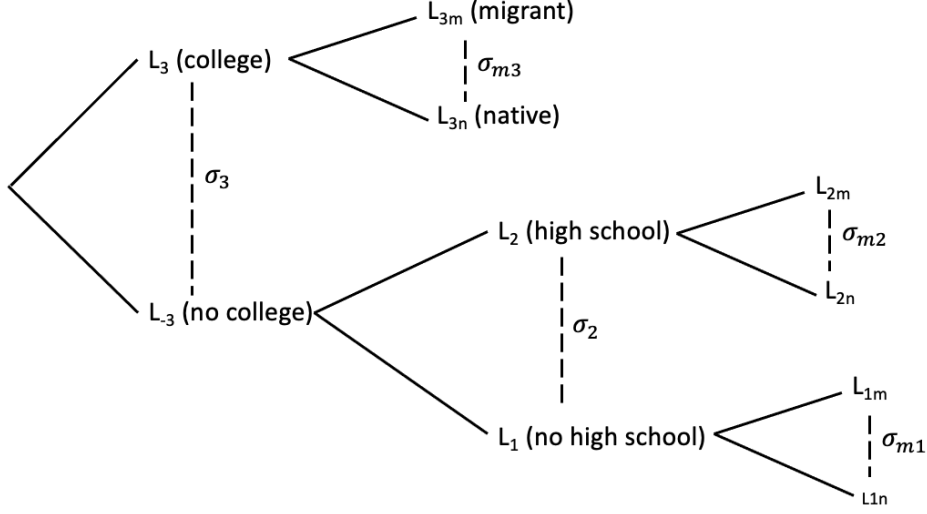 L3m (migrant)
L3 (college)
σm3
L3n (native)
σ3
L2m
L2 (high school)
σm2
L2n
L-3 (no college)
σ2
L1m
L1 (no high school)
σm1
L1n